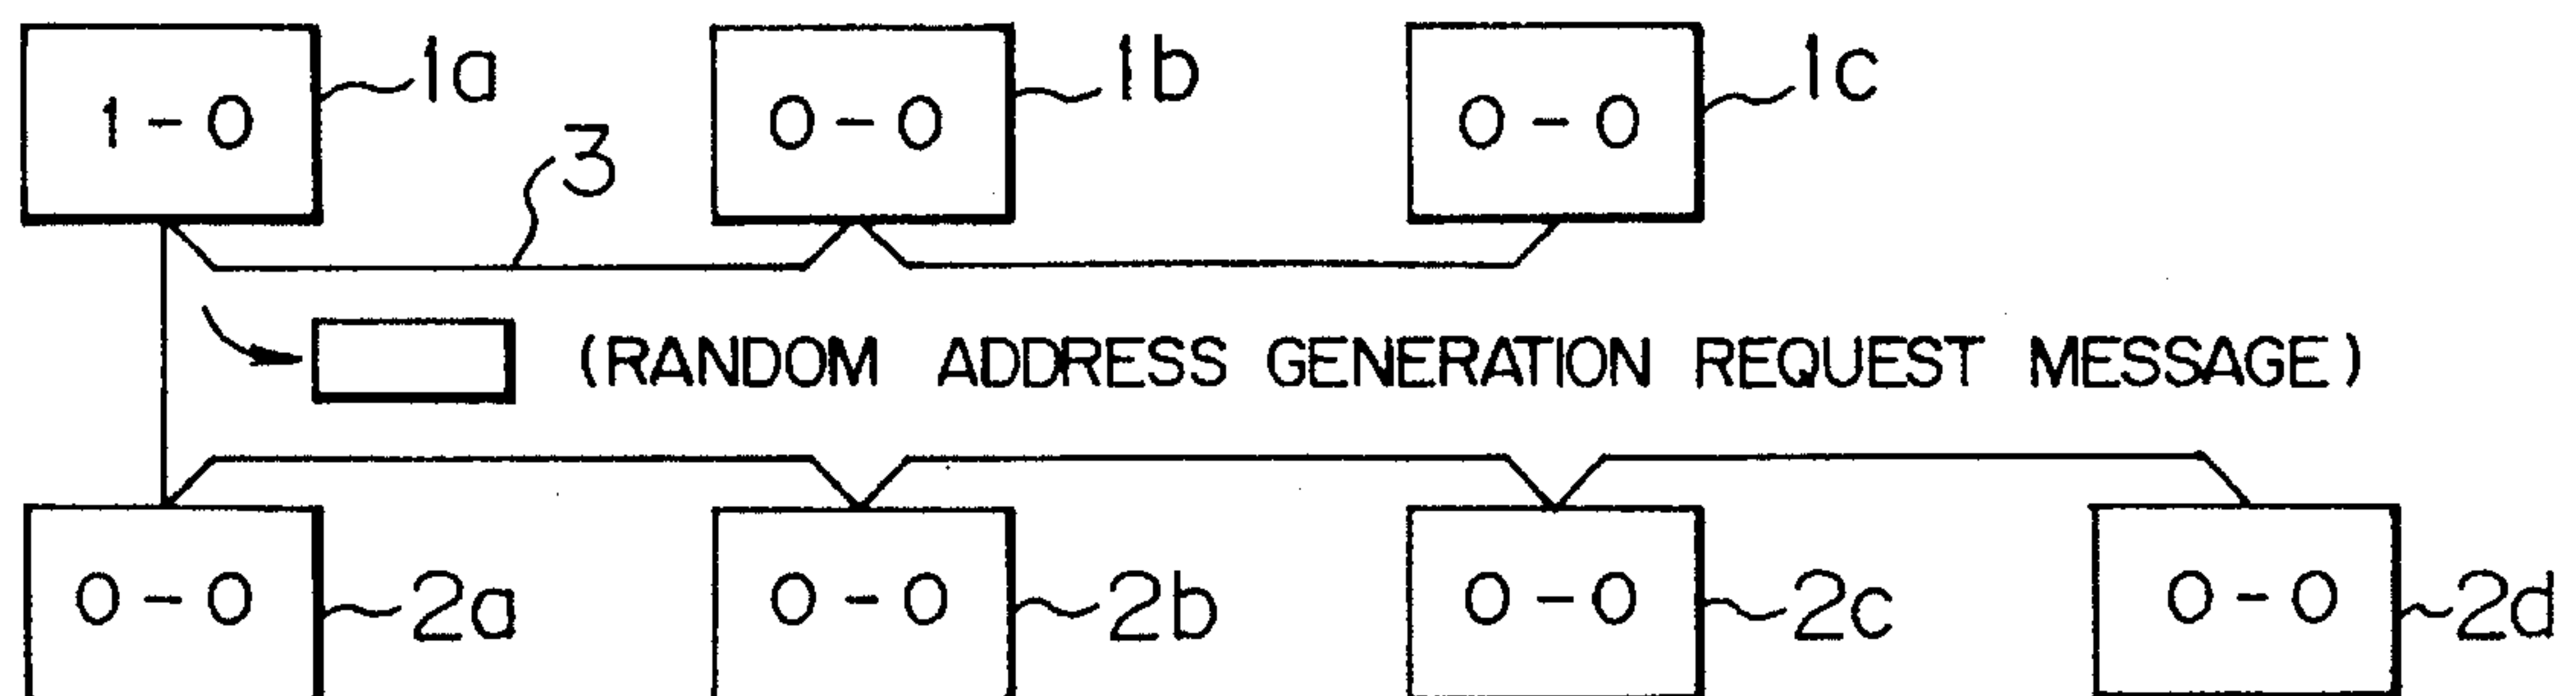 1 - 0 1a 0 - 0 1b 0 - 0 1c
3
(RANDOM ADDRESS GENERATION REQUEST MESSAGE)
0 - 0 2a 0 - 0 2b 0 - 0 2c 0 - 0 2d